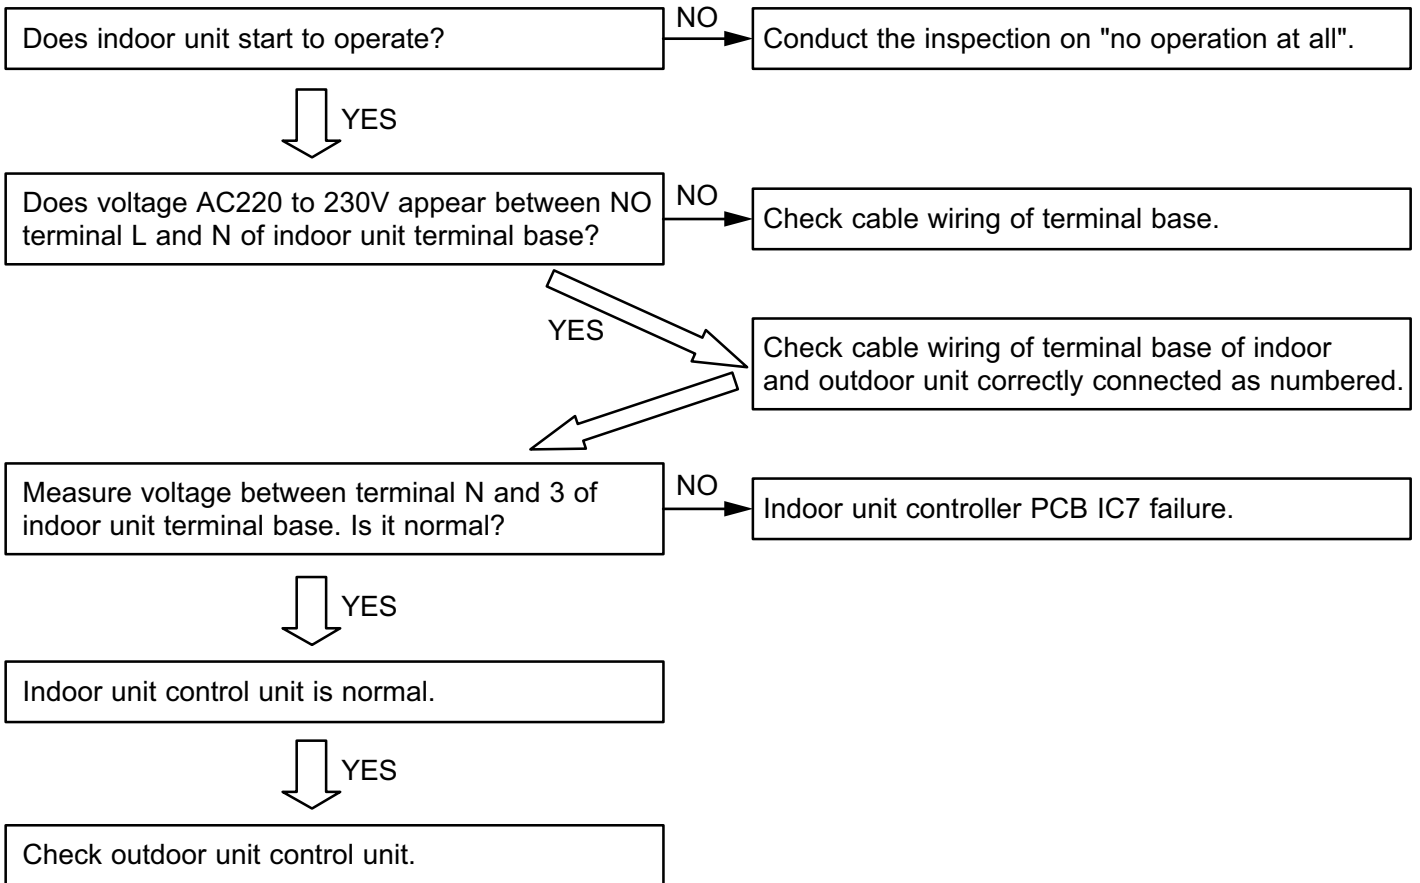 Does indoor unit start to operate?
NO
Conduct the inspection on "no operation at all".
YES
Does voltage AC220 to 230V appear between NO
terminal L and N of indoor unit terminal base?
NO
Check cable wiring of terminal base.
YES
Check cable wiring of terminal base of indoor
and outdoor unit correctly connected as numbered.
Measure voltage between terminal N and 3 of
indoor unit terminal base. Is it normal?
NO
Indoor unit controller PCB IC7 failure.
YES
Indoor unit control unit is normal.
YES
Check outdoor unit control unit.